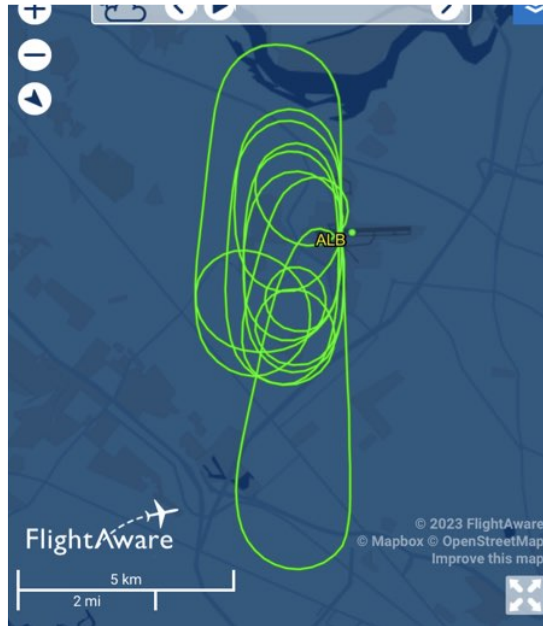 ALB
© 2023 FlightAware
© Mapbox © OpenStreetMap
Improve this map
FlightAware
5 km
2 mi